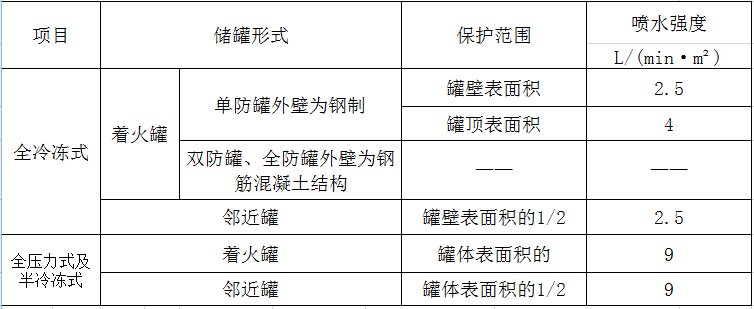 项目
储罐形式
保护范围
喷水强度
L/(min·m²)
全冷冻式
着火罐
单防罐外壁为钢制
罐壁表面积
2.5
罐顶表面积
4
双防罐、全防罐外壁为钢
筋混凝土结构
——
——
邻近罐
罐壁表面积的1/2
2.5
全压力式及
半冷冻式
着火罐
罐体表面积的
9
邻近罐
罐体表面积的1/2
9